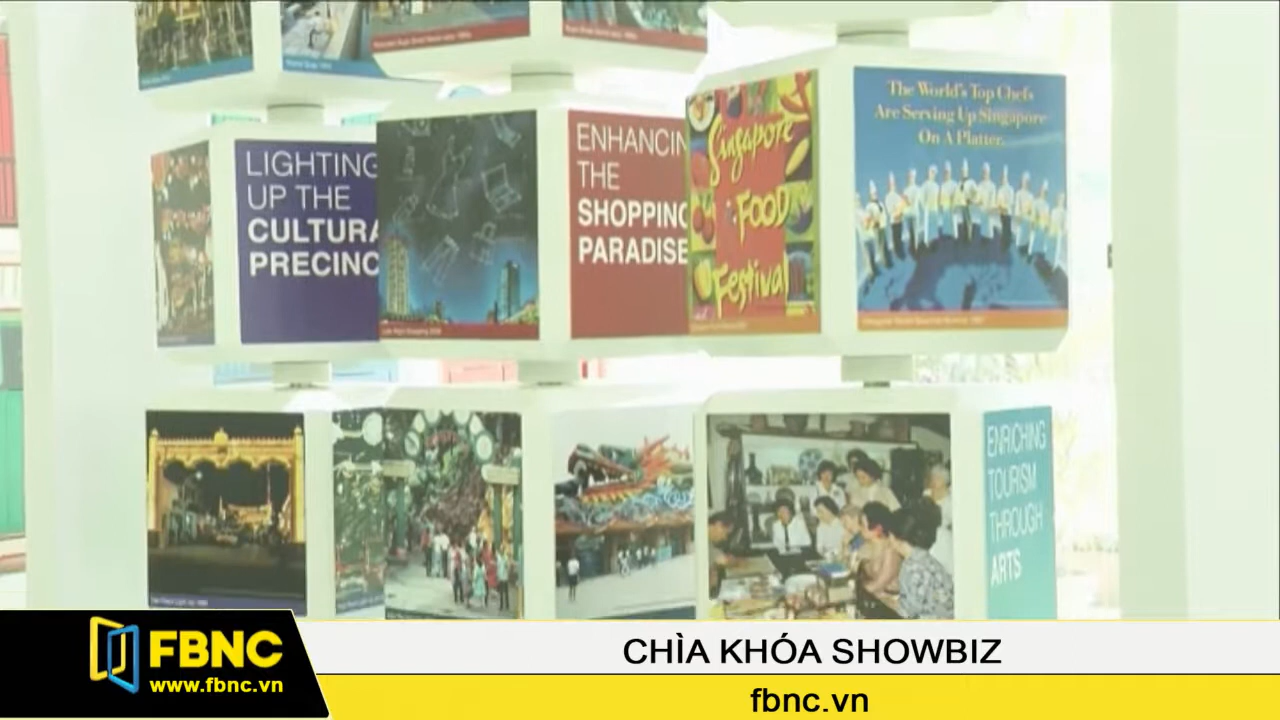 The World's Top Chefs
Are Serving Up Singapore
On A Platter.
LIGHTING
UP THE
CULTURA
PRECINC
ENHANCIN
THE
SHOPPING
PARADISE
Singapore
FOOD
Festival
ENRICHING
TOURISM
THROUGH
ARTS
FBNC
www.fbnc.vn
CHÌA KHÓA SHOWBIZ
fbnc.vn